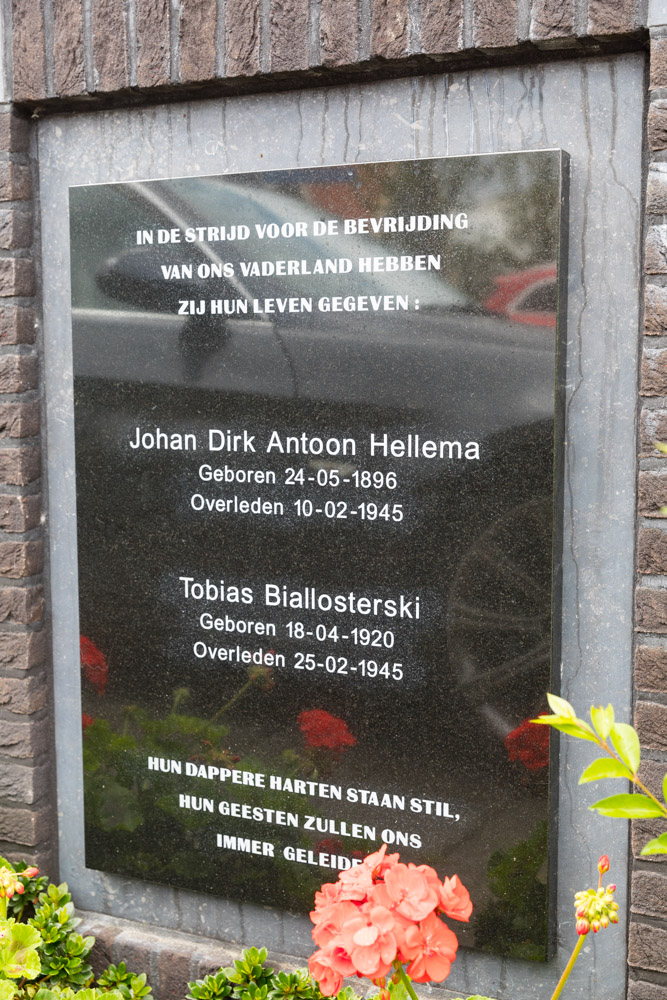 IN DE STRIJD VOOR DE BEVRIJDING
VAN ONS VADERLAND HEBBEN
ZIJ HUN LEVEN GEGEVEN :
Johan Dirk Antoon Hellema
Geboren 24-05-1896
Overleden 10-02-1945
Tobias Biallosterski
Geboren 18-04-1920
Overleden 25-02-1945
HUN DAPPERE HARTEN STAAN STIL,
HUN GEESTEN ZULLEN ONS
IMMER